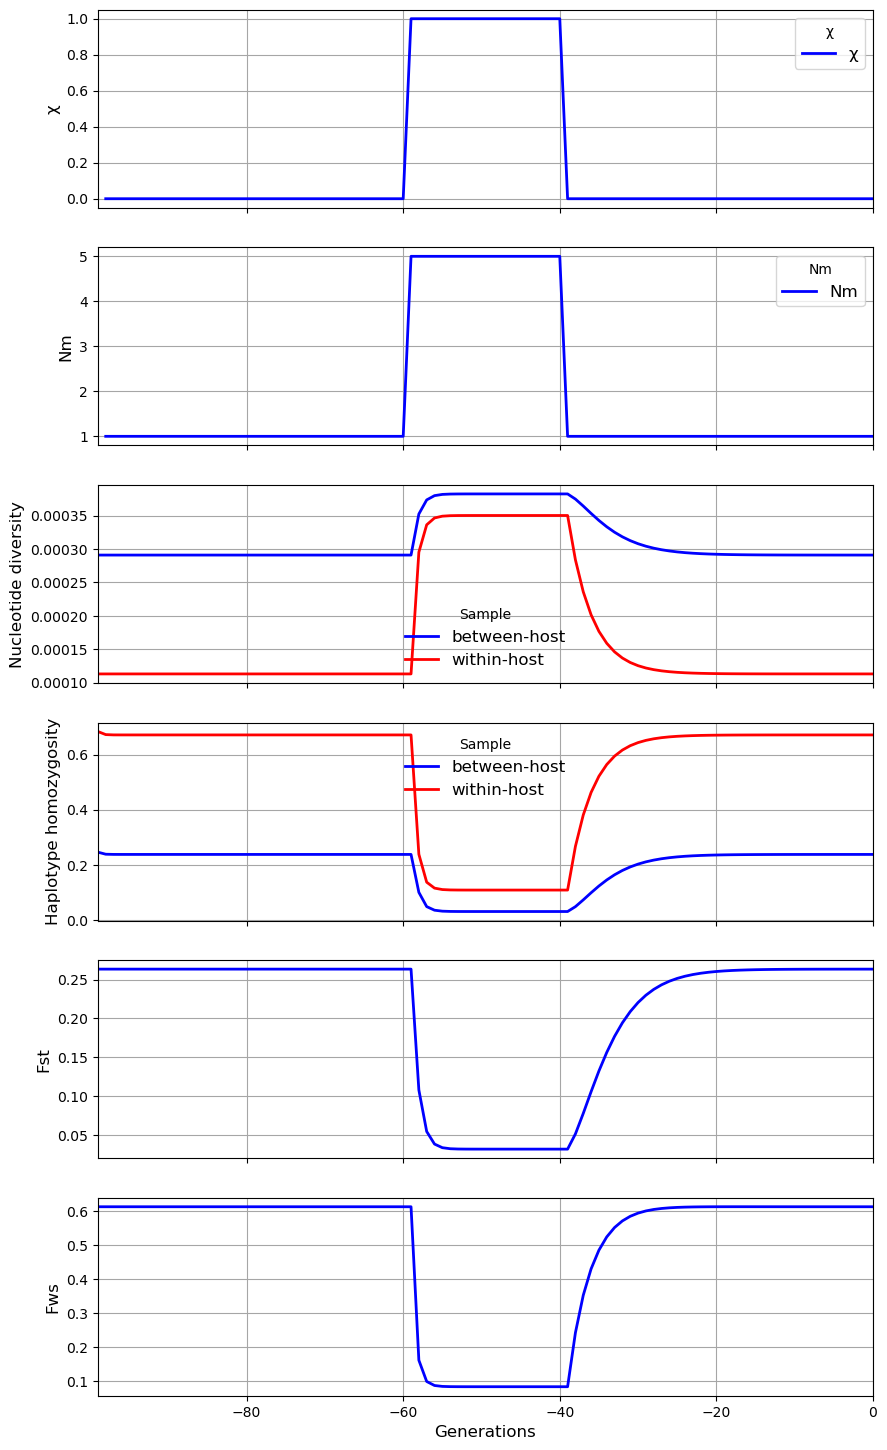 χ
χ
1.0
0.8
0.6
0.4
0.2
0.0
χ
Nm
Nm
5
4
3
2
1
Nm
0.00035
0.00030
0.00025
0.00020
0.00015
0.00010
Nucleotide diversity
Sample
between-host
within-host
0.6
0.4
0.2
0.0
Haplotype homozygosity
Sample
between-host
within-host
0.25
0.20
0.15
0.10
0.05
Fst
0.6
0.5
0.4
0.3
0.2
0.1
Fws
−80
−60
−40
−20
0
Generations